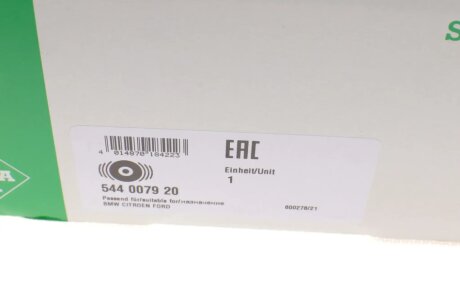 S
4 014870 184223
EAC
Einheit/Unit
1
544 0079 20
Passend für/suitable for/назначение
BMW CITROEN FORD
000278/21
A